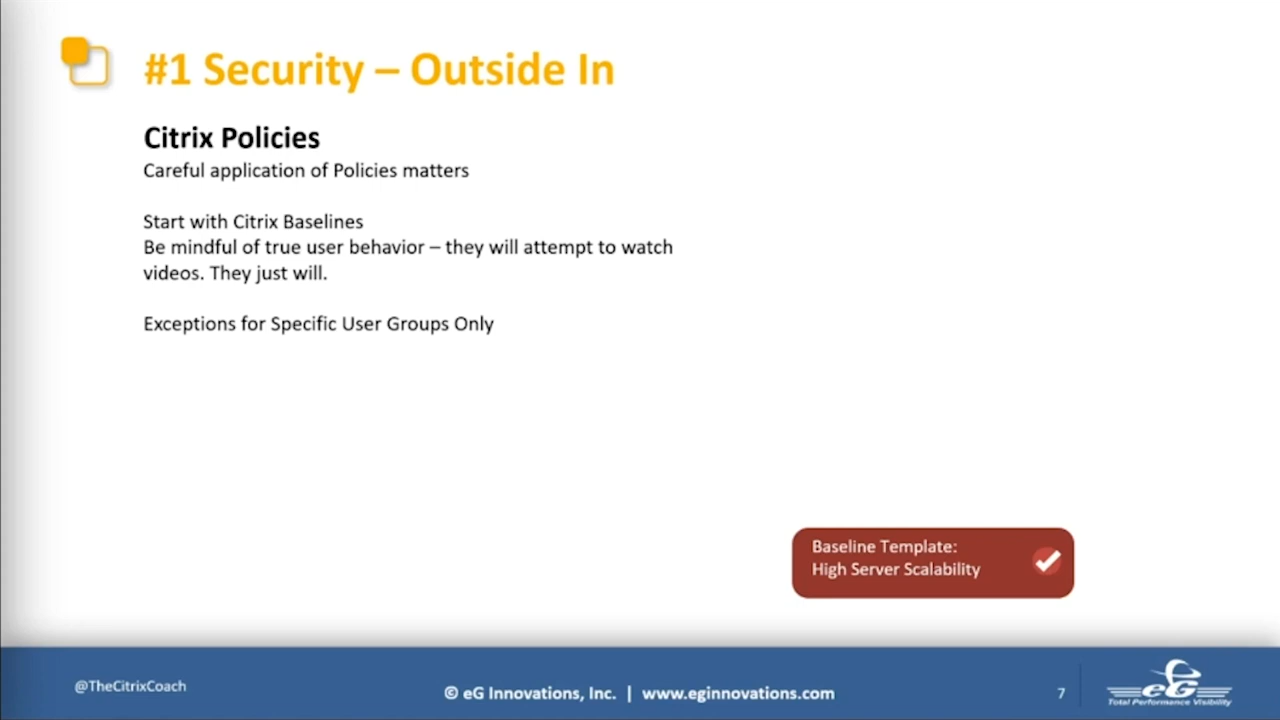 #1 Security – Outside In
Citrix Policies
Careful application of Policies matters
Start with Citrix Baselines
Be mindful of true user behavior – they will attempt to watch
videos. They just will.
Exceptions for Specific User Groups Only
Baseline Template:
High Server Scalability
@TheCitrixCoach
© eG Innovations, Inc. | www.eginnovations.com
7
eG
Total Performance Visibility